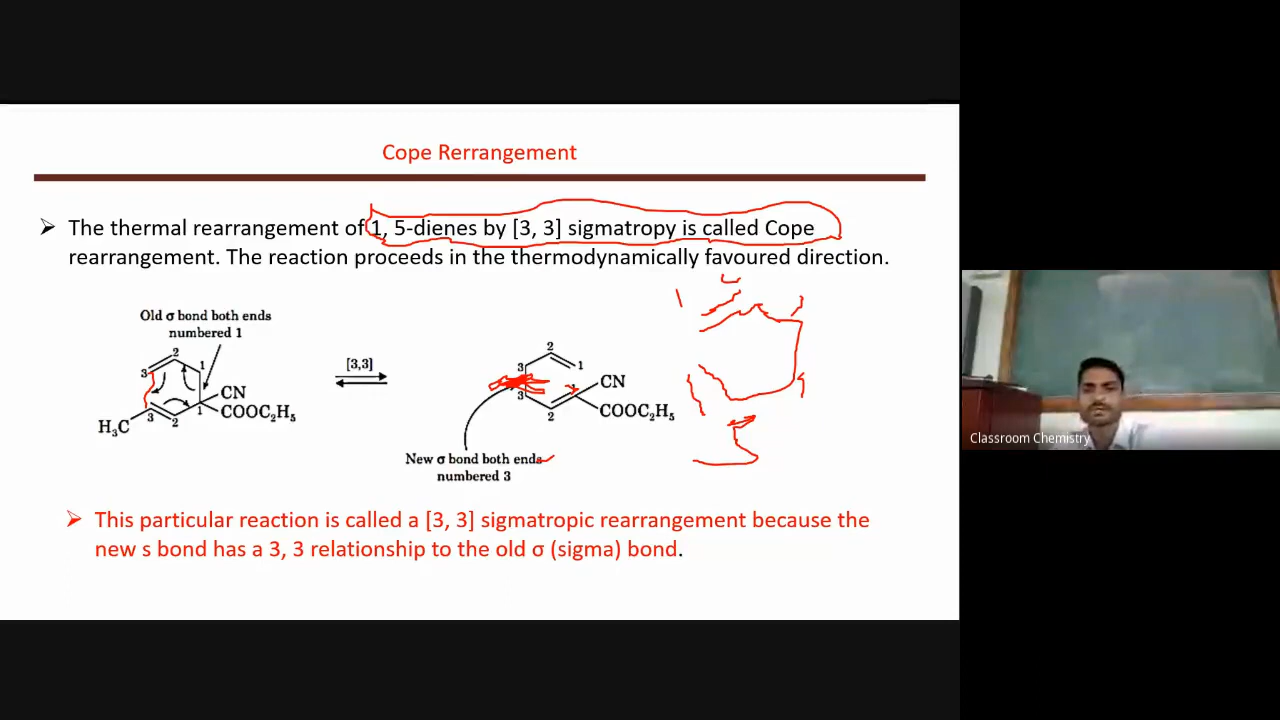 Cope Rerrangement
➢ The thermal rearrangement of 1, 5-dienes by [3, 3] sigmatropy is called Cope
rearrangement. The reaction proceeds in the thermodynamically favoured direction.
Old σ bond both ends
numbered 1
3
2
1
3
2
1
H₃C
CN
COOC₂H₅
[3,3]
2
3
1
3
2
CN
COOC₂H₅
New σ bond both ends
numbered 3
➢ This particular reaction is called a [3, 3] sigmatropic rearrangement because the
new s bond has a 3, 3 relationship to the old σ (sigma) bond.
Classroom Chemistry